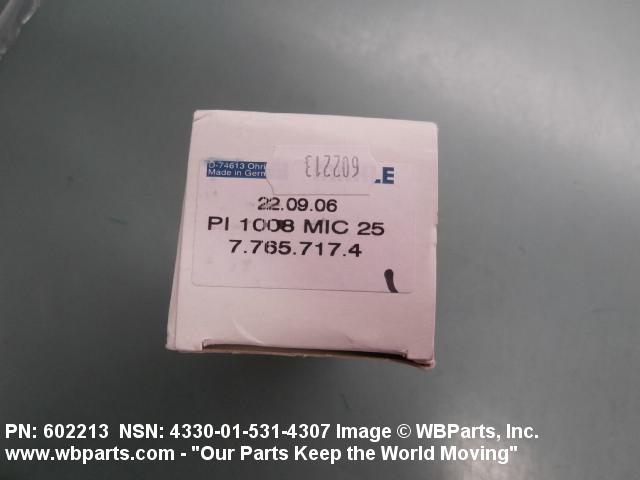 D-74613 Öhri
Made in Germ
602213
LE
22.09.06
PI 1008 MIC 25
7.765.717.4
PN: 602213 NSN: 4330-01-531-4307 Image © WBParts, Inc.
www.wbparts.com - "Our Parts Keep the World Moving"